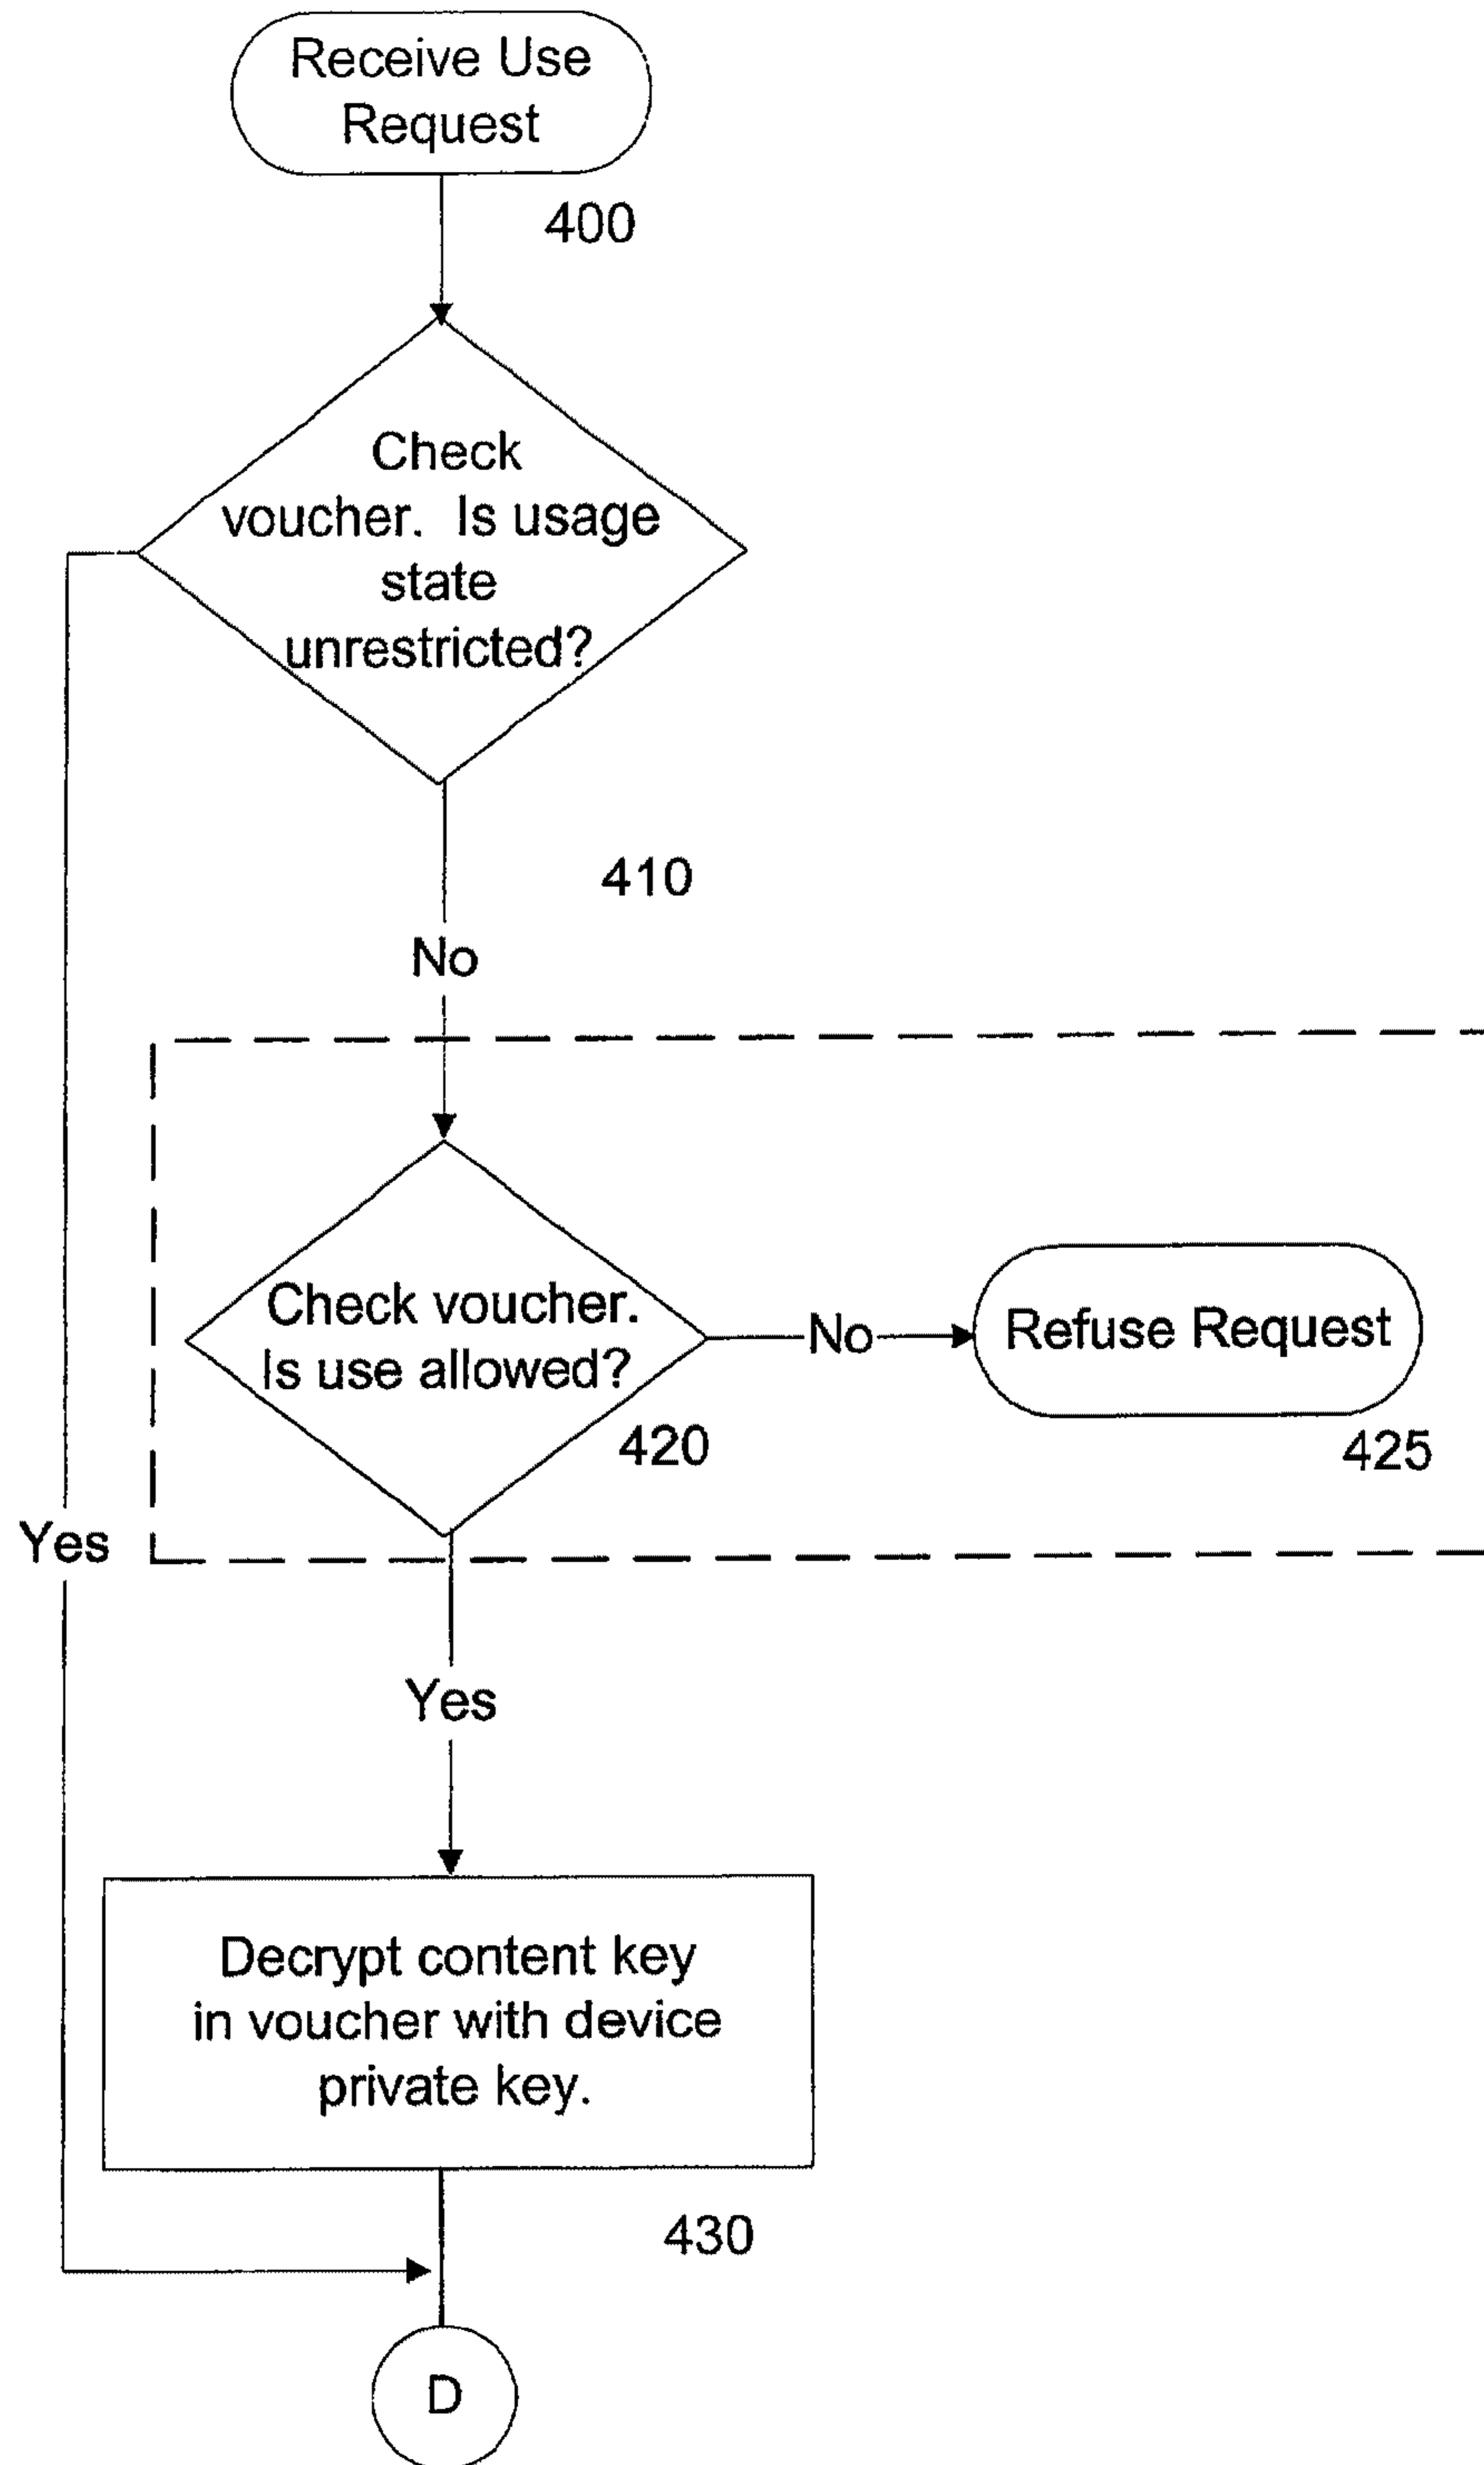 Receive Use
Request
400
Check
voucher. Is usage
state
unrestricted?
410
No
Check voucher.
Is use allowed?
420
No
Refuse Request
425
Yes
Yes
Decrypt content key
in voucher with device
private key.
430
D